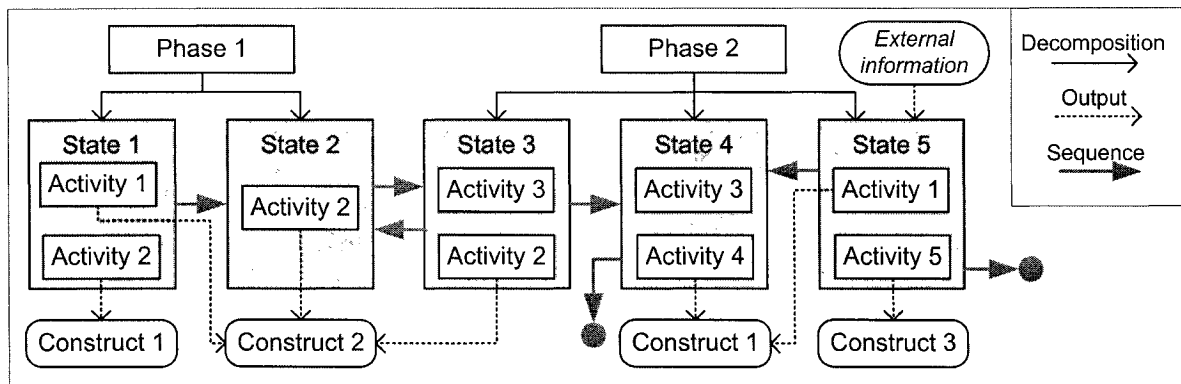 Phase 1
Phase 2
External
information
Decomposition
Output
Sequence
State 1
Activity 1
Activity 2
State 2
Activity 2
State 3
Activity 3
Activity 2
State 4
Activity 3
Activity 4
State 5
Activity 1
Activity 5
Construct 1
Construct 2
Construct 1
Construct 3